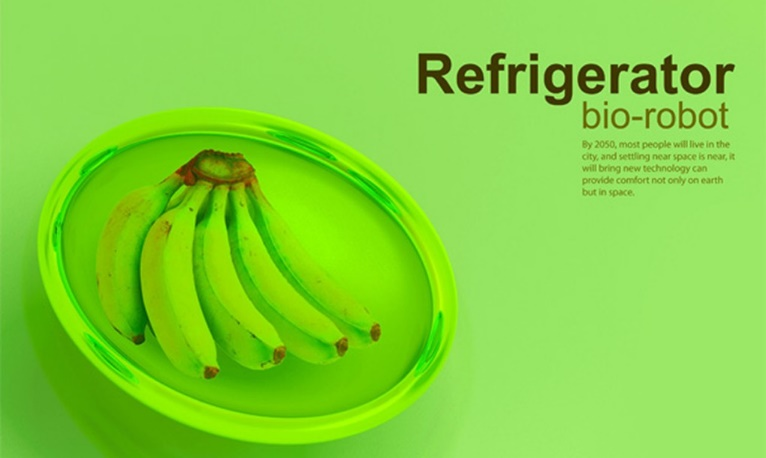 Refrigerator
bio-robot
By 2050, most people will live in the
city, and settling near space is near, it
will bring new technology can
provide comfort not only on earth
but in space.